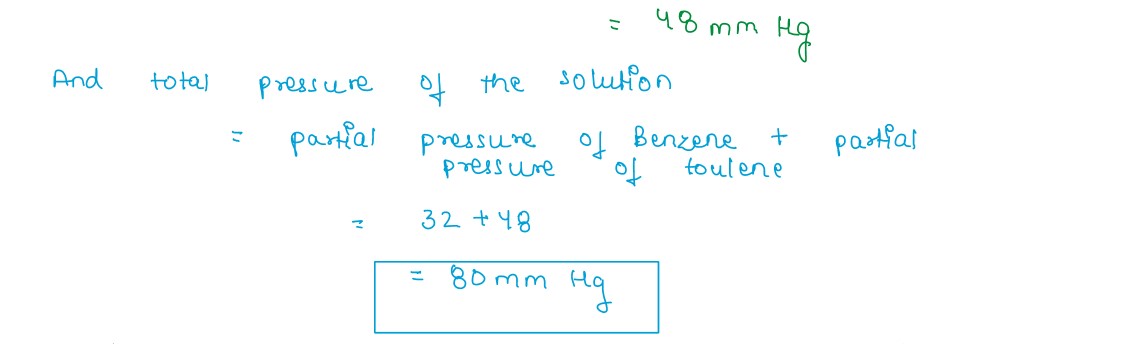 = 48 mm Hg
And total pressure of the solution
= partial pressure of Benzene + partial
pressure of toulene
= 32 + 48
= 80 mm Hg